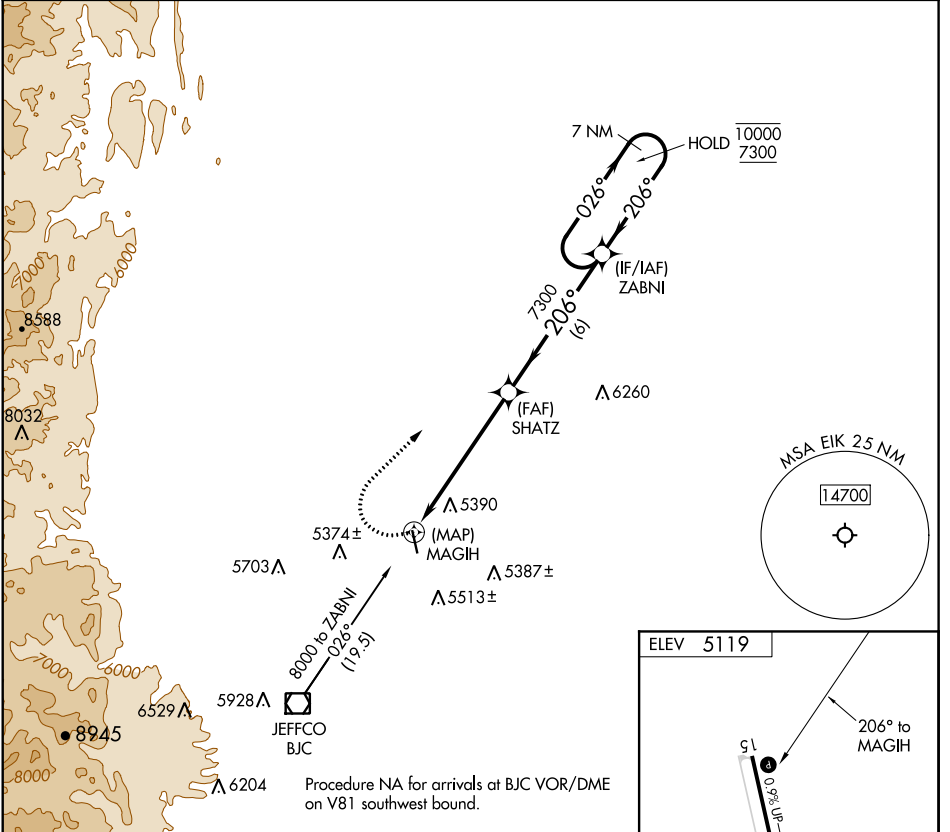 7 NM
HOLD
10000
7300
026°
206°
(IF/IAF)
ZABNI
7300
206°
(6)
6000
7000
8588
8032
(FAF)
SHATZ
6260
MSA EIK 25 NM
14700
5390
(MAP)
MAGIH
5374±
5703
5387±
5513±
8000 to ZABNI
026°
(19.5)
7000
6000
6529
5928
JEFFCO
BJC
8945
8000
6204
Procedure NA for arrivals at BJC VOR/DME
on V81 southwest bound.
ELEV 5119
206° to
MAGIH
15
P
0.9% UP